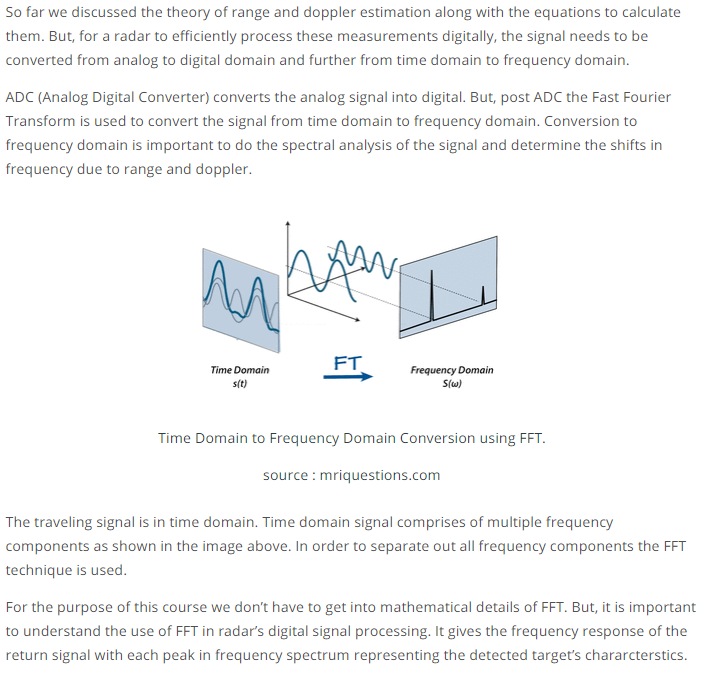 So far we discussed the theory of range and doppler estimation along with the equations to calculate
them. But, for a radar to efficiently process these measurements digitally, the signal needs to be
converted from analog to digital domain and further from time domain to frequency domain.
ADC (Analog Digital Converter) converts the analog signal into digital. But, post ADC the Fast Fourier
Transform is used to convert the signal from time domain to frequency domain. Conversion to
frequency domain is important to do the spectral analysis of the signal and determine the shifts in
frequency due to range and doppler.
FT
Time Domain
s(t)
Frequency Domain
S(ω)
Time Domain to Frequency Domain Conversion using FFT.
source : mriquestions.com
The traveling signal is in time domain. Time domain signal comprises of multiple frequency
components as shown in the image above. In order to separate out all frequency components the FFT
technique is used.
For the purpose of this course we don't have to get into mathematical details of FFT. But, it is important
to understand the use of FFT in radar's digital signal processing. It gives the frequency response of the
return signal with each peak in frequency spectrum representing the detected target's chararcterstics.